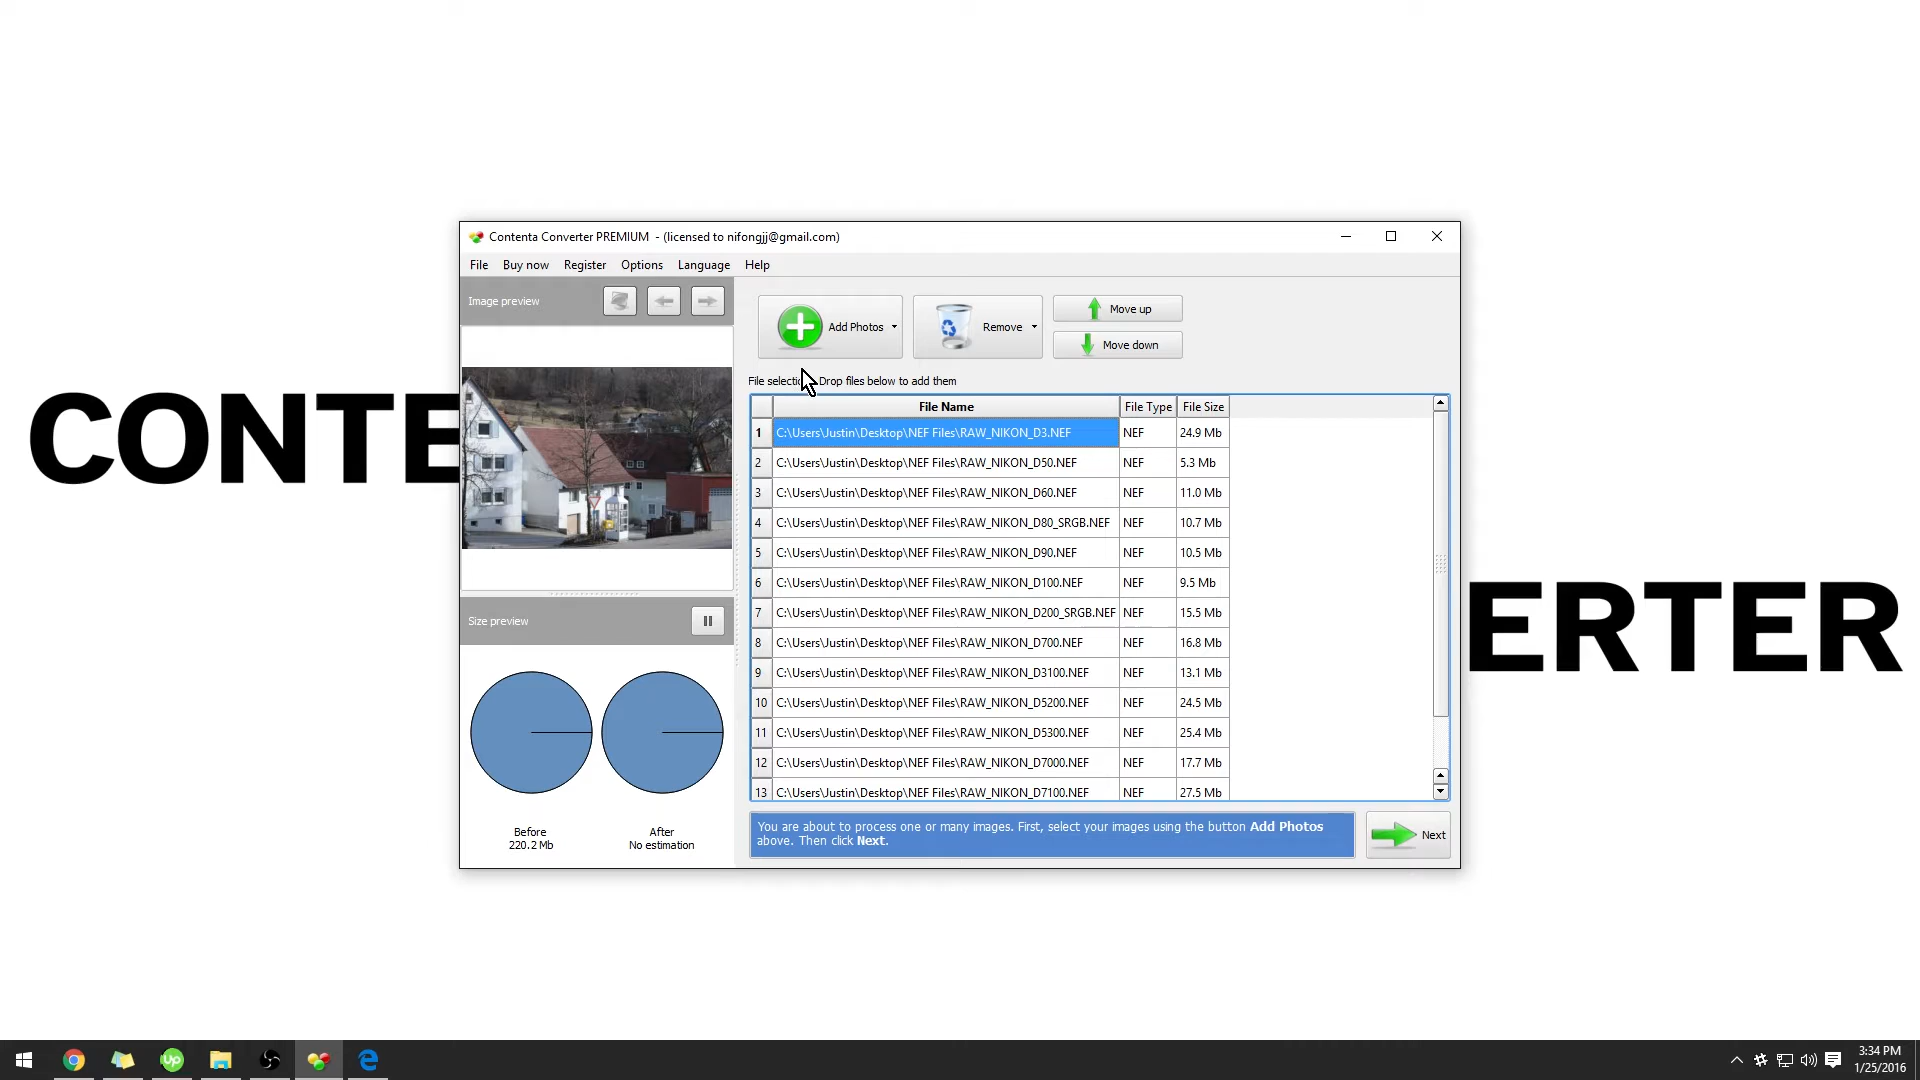 CONTE
ERTER
Contenta Converter PREMIUM - (licensed to nifongjj@gmail.com)
File Buy now Register Options Language Help
Image preview
Add Photos
Remove
Move up
Move down
File selecti Drop files below to add them
File Name File Type File Size
1 C:\Users\Justin\Desktop\NEF Files\RAW_NIKON_D3.NEF NEF 24.9 Mb
2 C:\Users\Justin\Desktop\NEF Files\RAW_NIKON_D50.NEF NEF 5.3 Mb
3 C:\Users\Justin\Desktop\NEF Files\RAW_NIKON_D60.NEF NEF 11.0 Mb
4 C:\Users\Justin\Desktop\NEF Files\RAW_NIKON_D80_SRGB.NEF NEF 10.7 Mb
5 C:\Users\Justin\Desktop\NEF Files\RAW_NIKON_D90.NEF NEF 10.5 Mb
6 C:\Users\Justin\Desktop\NEF Files\RAW_NIKON_D100.NEF NEF 9.5 Mb
7 C:\Users\Justin\Desktop\NEF Files\RAW_NIKON_D200_SRGB.NEF NEF 15.5 Mb
8 C:\Users\Justin\Desktop\NEF Files\RAW_NIKON_D700.NEF NEF 16.8 Mb
9 C:\Users\Justin\Desktop\NEF Files\RAW_NIKON_D3100.NEF NEF 13.1 Mb
10 C:\Users\Justin\Desktop\NEF Files\RAW_NIKON_D5200.NEF NEF 24.5 Mb
11 C:\Users\Justin\Desktop\NEF Files\RAW_NIKON_D5300.NEF NEF 25.4 Mb
12 C:\Users\Justin\Desktop\NEF Files\RAW_NIKON_D7000.NEF NEF 17.7 Mb
13 C:\Users\Justin\Desktop\NEF Files\RAW_NIKON_D7100.NEF NEF 27.5 Mb
Size preview
Before
220.2 Mb
After
No estimation
You are about to process one or many images. First, select your images using the button Add Photos
above. Then click Next.
Next
Up
3:34 PM
1/25/2016